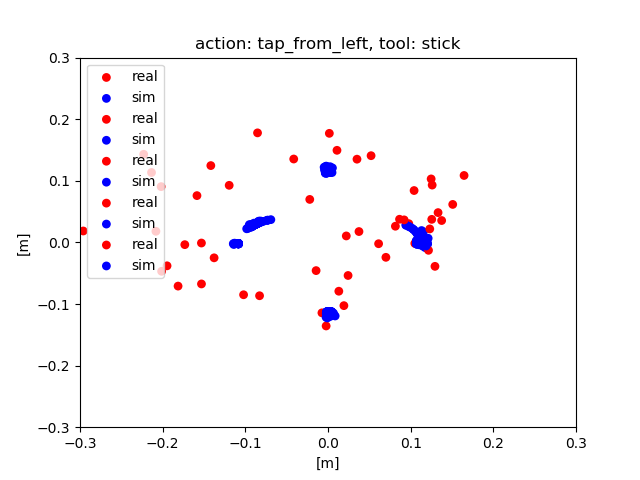 action: tap_from_left, tool: stick
real
sim
real
sim
real
sim
real
sim
real
sim
0.3
0.2
0.1
0.0
−0.1
−0.2
−0.3
[m]
−0.3 −0.2 −0.1 0.0 0.1 0.2 0.3
[m]